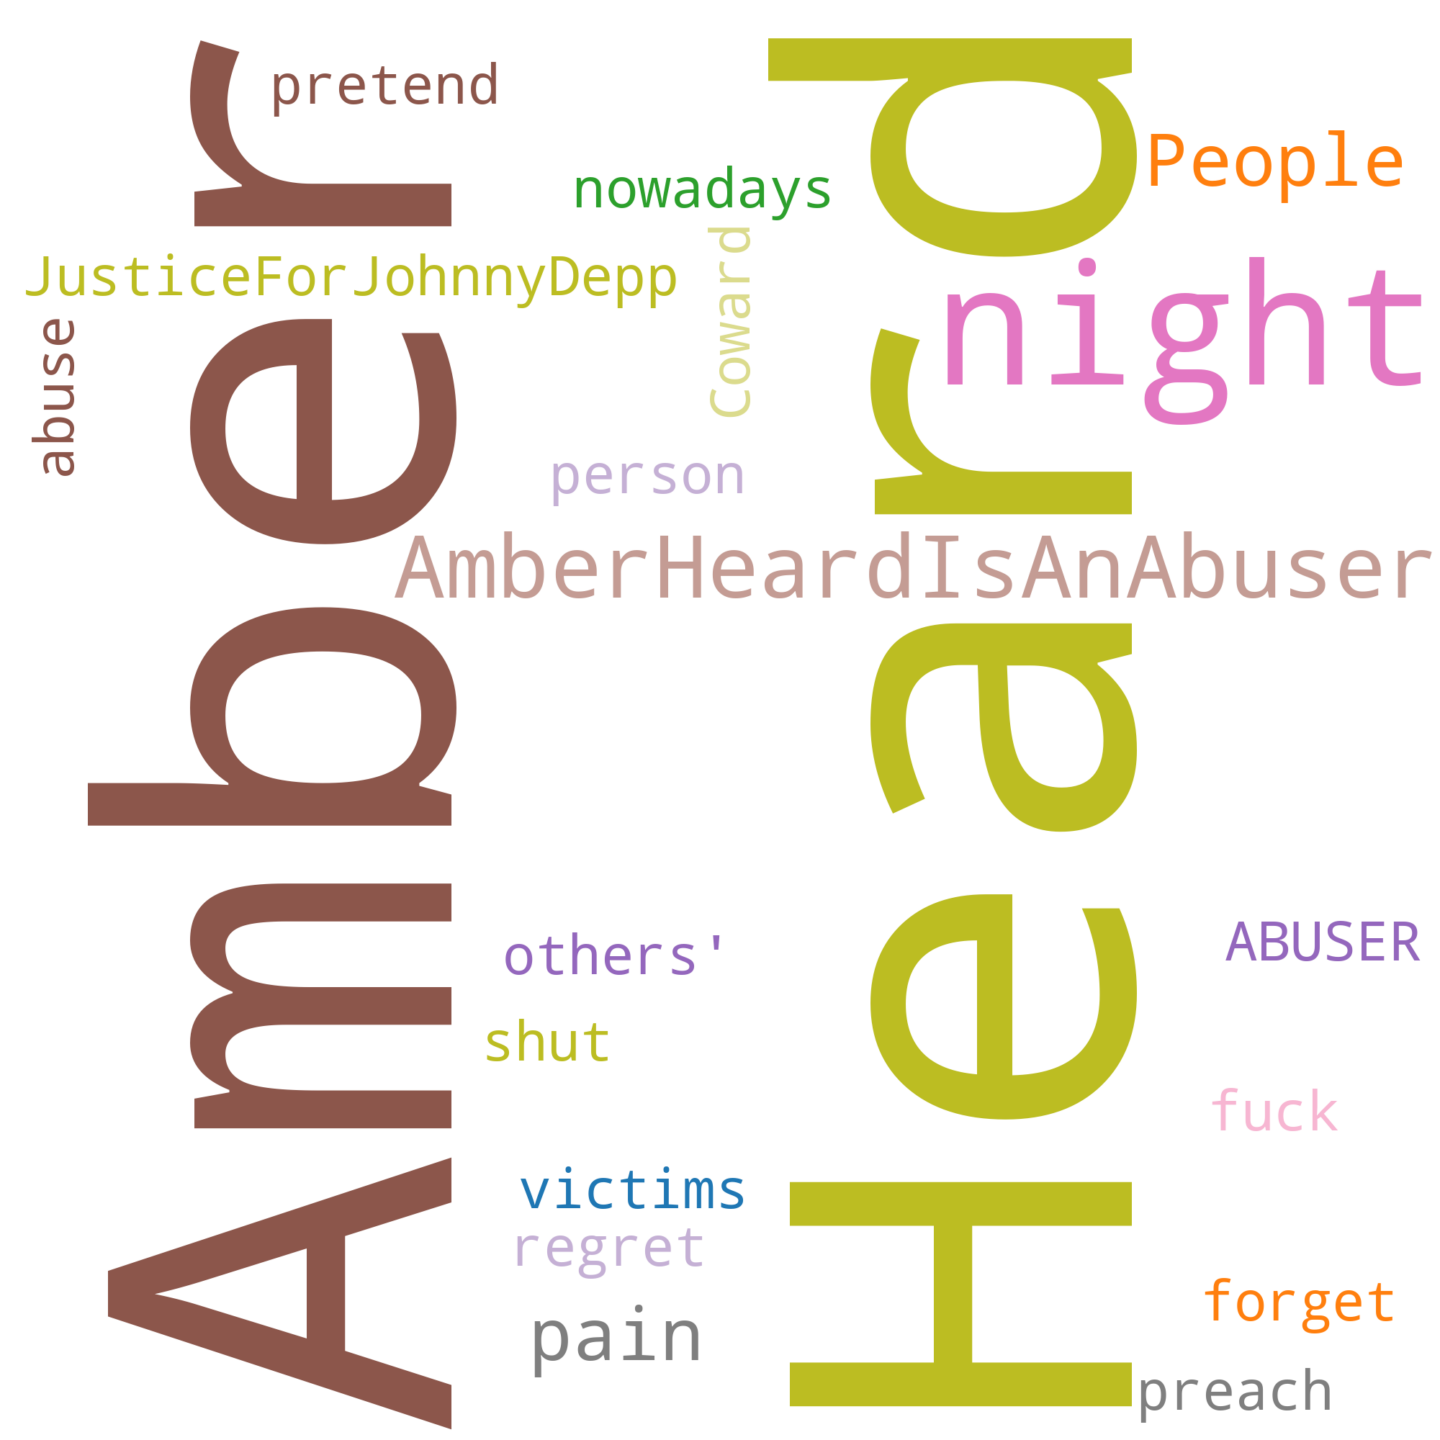 pretend
People
nowadays
JusticeForJohnnyDepp
Coward
night
abuse
person
AmberHeardIsAnAbuser
Amber
Heard
others'
ABUSER
shut
fuck
victims
regret
forget
pain
preach